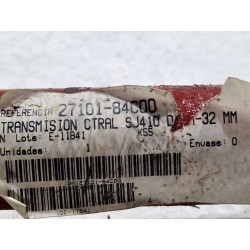 REFERENCIA 27101-84C00
TRANSMISION CTRAL SJ410 -32 MM
N Lote: E-11841 K55
Unidades: 1 Envase: 0